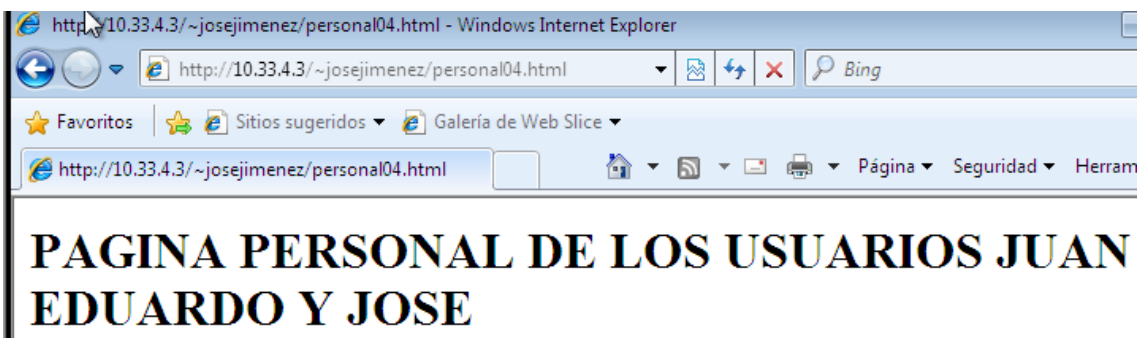 http://10.33.4.3/~josejimenez/personal04.html - Windows Internet Explorer
http://10.33.4.3/~josejimenez/personal04.html Bing
Favoritos Sitios sugeridos Galería de Web Slice
http://10.33.4.3/~josejimenez/personal04.html Página Seguridad Herram
PAGINA PERSONAL DE LOS USUARIOS JUAN
EDUARDO Y JOSE